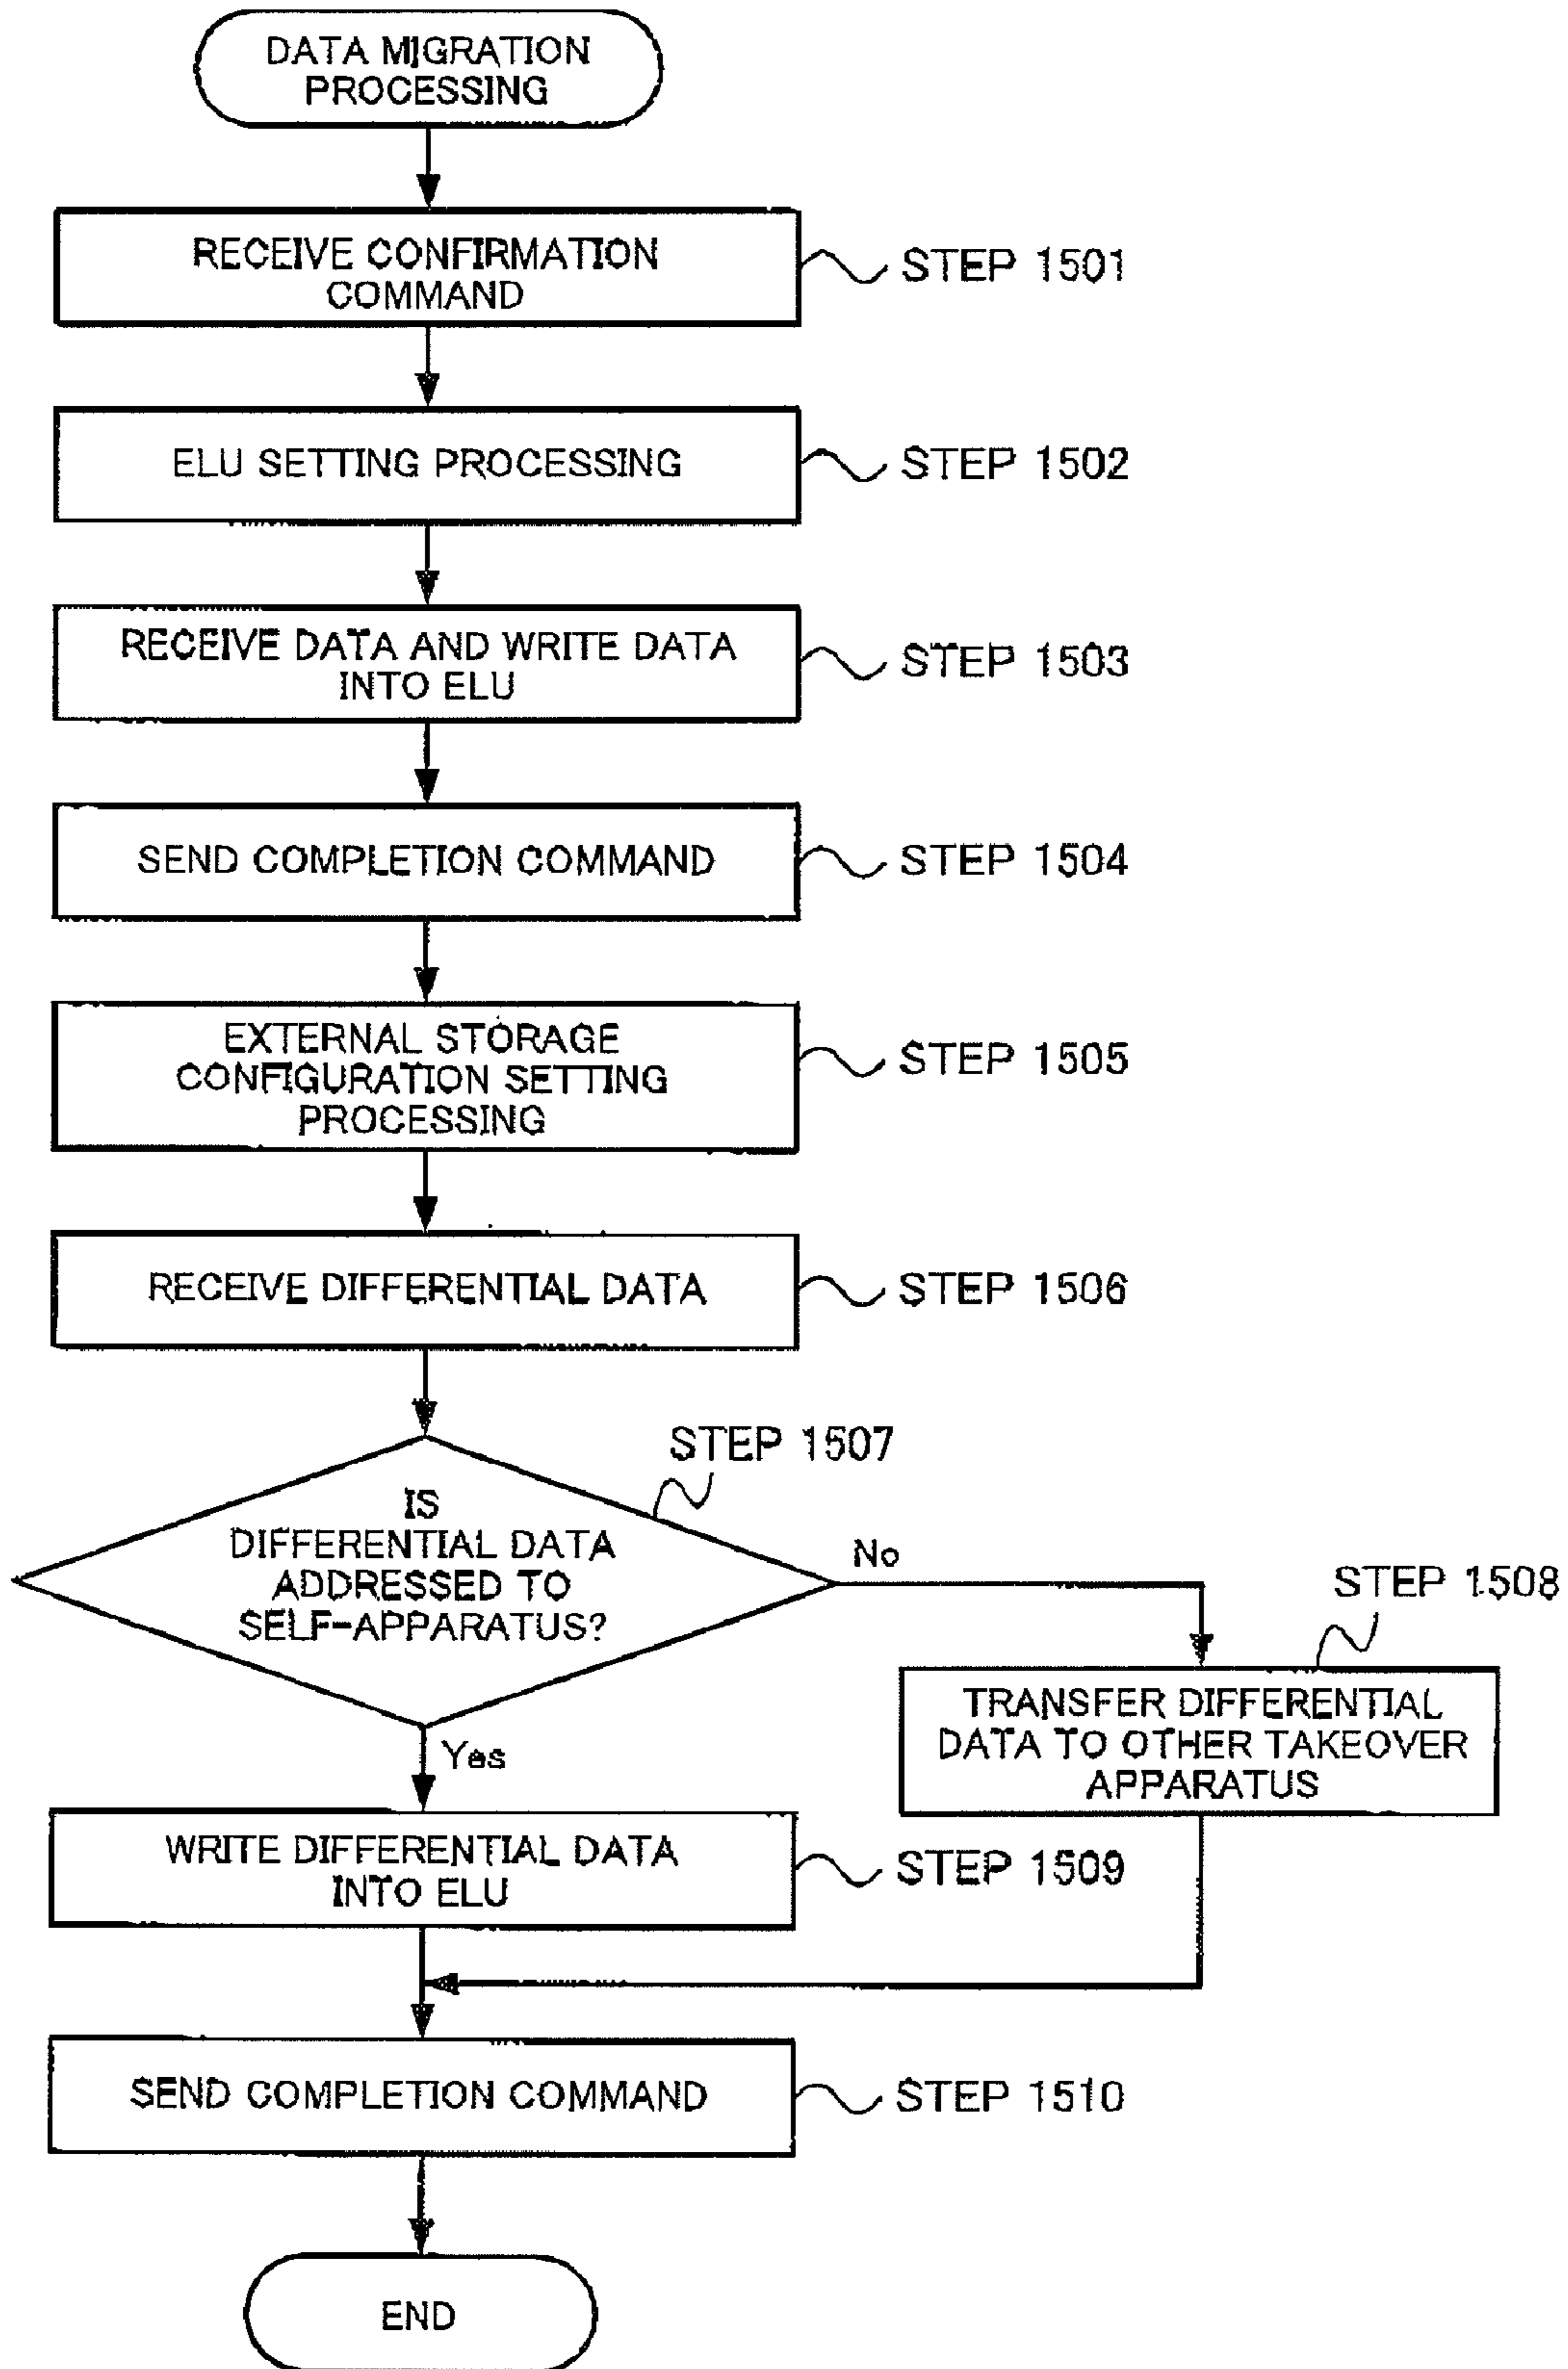 DATA MIGRATION
PROCESSING
RECEIVE CONFIRMATION
COMMAND
STEP 1501
ELU SETTING PROCESSING
STEP 1502
RECEIVE DATA AND WRITE DATA
INTO ELU
STEP 1503
SEND COMPLETION COMMAND
STEP 1504
EXTERNAL STORAGE
CONFIGURATION SETTING
PROCESSING
STEP 1505
RECEIVE DIFFERENTIAL DATA
STEP 1506
STEP 1507
IS
DIFFERENTIAL DATA
ADDRESSED TO
SELF-APPARATUS?
No
STEP 1508
TRANSFER DIFFERENTIAL
DATA TO OTHER TAKEOVER
APPARATUS
Yes
WRITE DIFFERENTIAL DATA
INTO ELU
STEP 1509
SEND COMPLETION COMMAND
STEP 1510
END